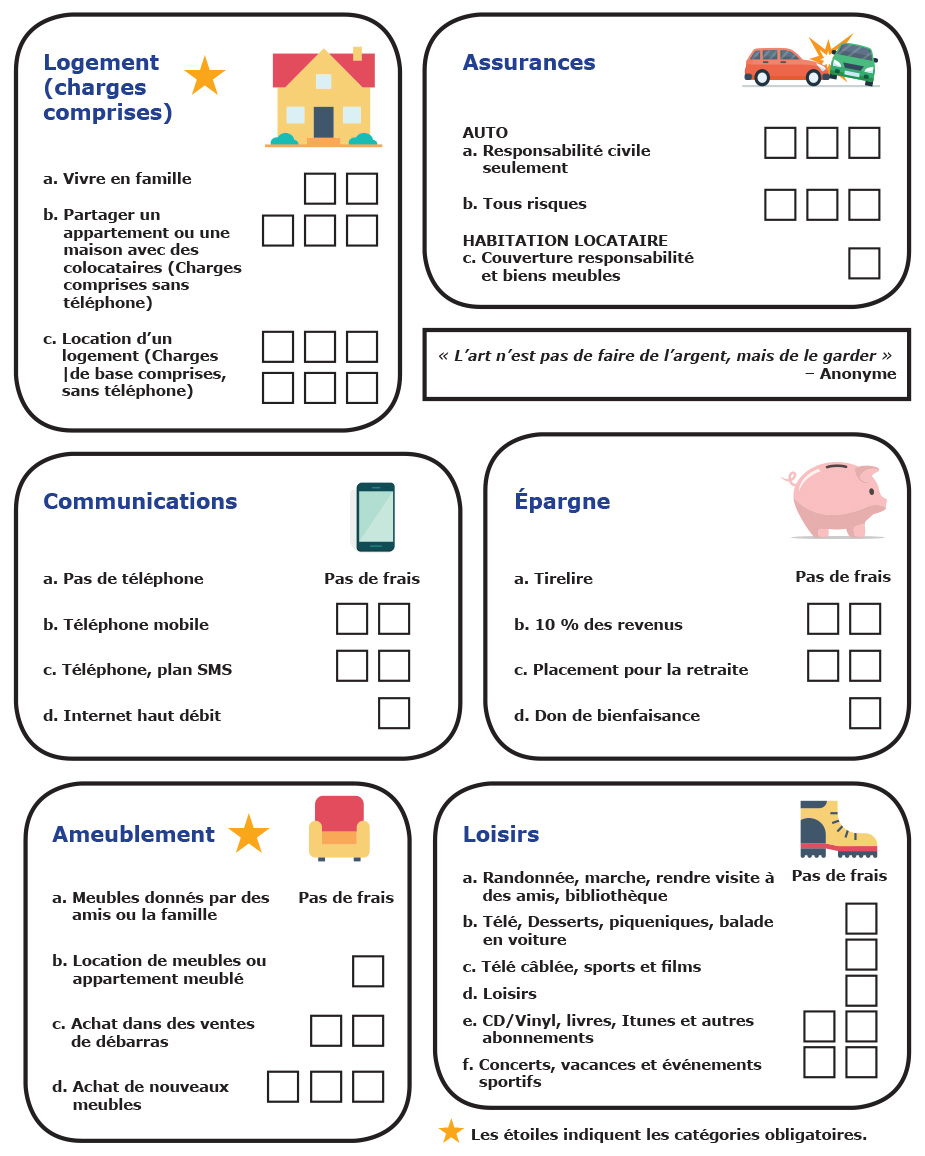 Logement
(charges
comprises)
a. Vivre en famille
b. Partager un
appartement ou une
maison avec des
colocataires (Charges
comprises sans
téléphone)
c. Location d’un
logement (Charges
|de base comprises,
sans téléphone)
Assurances
AUTO
a. Responsabilité civile
seulement
b. Tous risques
HABITATION LOCATAIRE
c. Couverture responsabilité
et biens meubles
« L’art n’est pas de faire de l’argent, mais de le garder »
– Anonyme
Communications
a. Pas de téléphone Pas de frais
b. Téléphone mobile
c. Téléphone, plan SMS
d. Internet haut débit
Épargne
a. Tirelire Pas de frais
b. 10 % des revenus
c. Placement pour la retraite
d. Don de bienfaisance
Ameublement
a. Meubles donnés par des Pas de frais
amis ou la famille
b. Location de meubles ou
appartement meublé
c. Achat dans des ventes
de débarras
d. Achat de nouveaux
meubles
Loisirs
a. Randonnée, marche, rendre visite à Pas de frais
des amis, bibliothèque
b. Télé, Desserts, piqueniques, balade
en voiture
c. Télé câblée, sports et films
d. Loisirs
e. CD/Vinyl, livres, Itunes et autres
abonnements
f. Concerts, vacances et événements
sportifs
Les étoiles indiquent les catégories obligatoires.